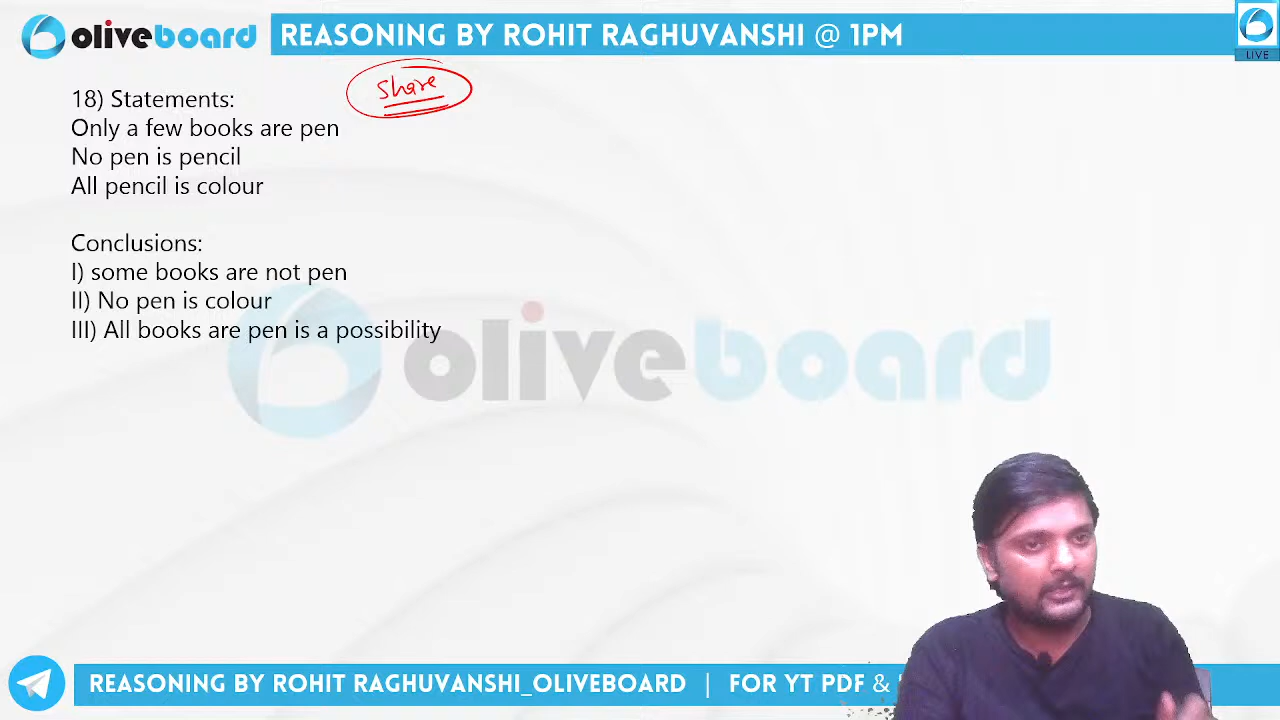 oliveboard
REASONING BY ROHIT RAGHUVANSHI @ 1PM
LIVE
share
18) Statements:
Only a few books are pen
No pen is pencil
All pencil is colour
Conclusions:
I) some books are not pen
II) No pen is colour
III) All books are pen is a possibility
oliveboard
REASONING BY ROHIT RAGHUVANSHI_OLIVEBOARD | FOR YT PDF &